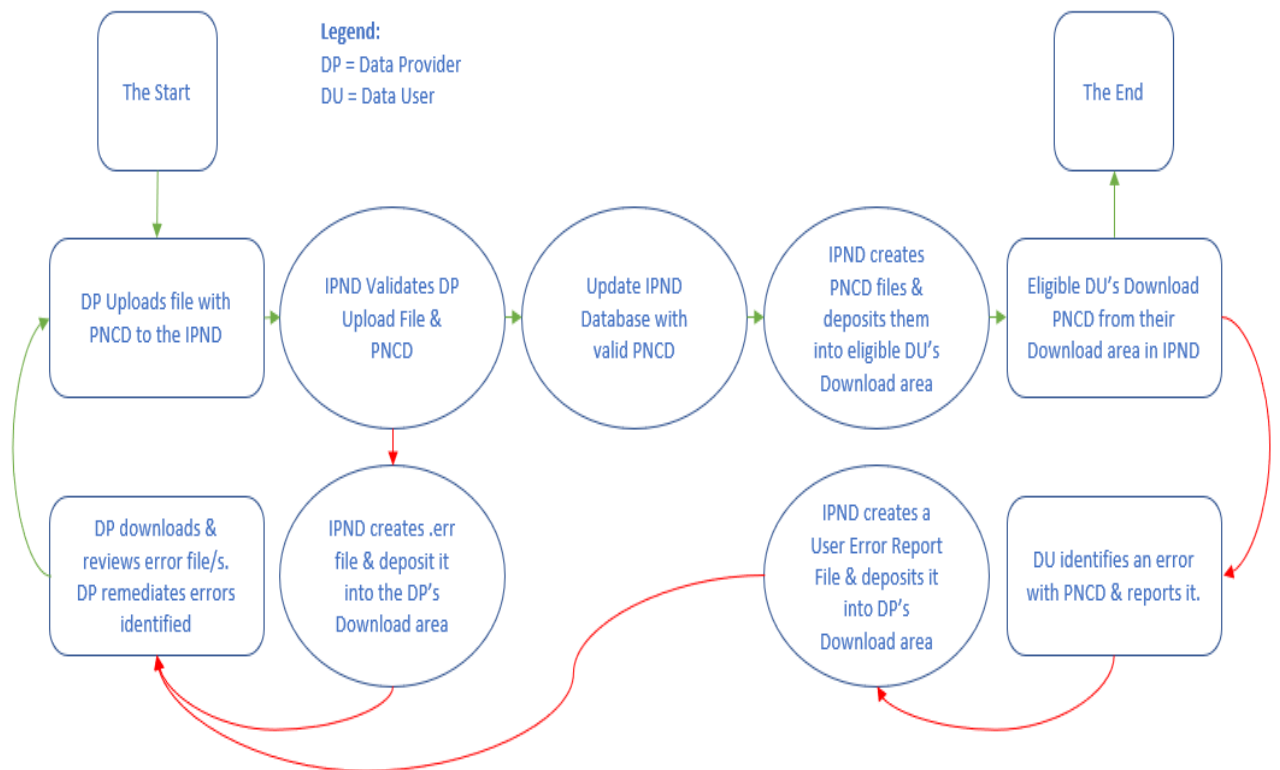 Legend:
DP = Data Provider
DU = Data User
The Start
The End
DP Uploads file with
PNCD to the IPND
IPND Validates DP
Upload File &
PNCD
Update IPND
Database with
valid PNCD
IPND creates
PNCD files &
deposits them
into eligible DU's
Download area
Eligible DU's Download
PNCD from their
Download area in IPND
DP downloads &
reviews error file/s.
DP remediates errors
identified
IPND creates .err
file & deposit it
into the DP's
Download area
IPND creates a
User Error Report
File & deposits it
into DP's
Download area
DU identifies an error
with PNCD & reports it.